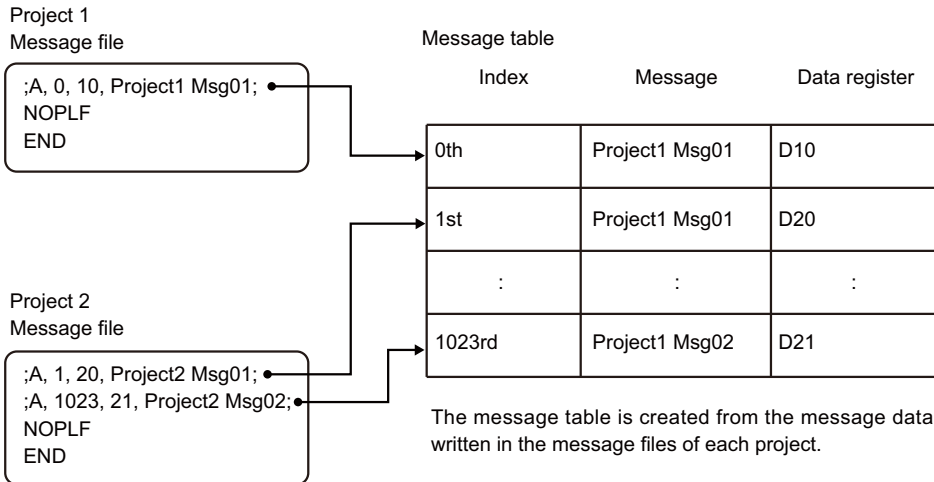 Project 1
Message file
;A, 0, 10, Project1 Msg01;
NOPLF
END
Project 2
Message file
;A, 1, 20, Project2 Msg01;
;A, 1023, 21, Project2 Msg02;
NOPLF
END
Message table
Index Message Data register
0th Project1 Msg01 D10
1st Project1 Msg01 D20
: : :
1023rd Project1 Msg02 D21
The message table is created from the message data
written in the message files of each project.